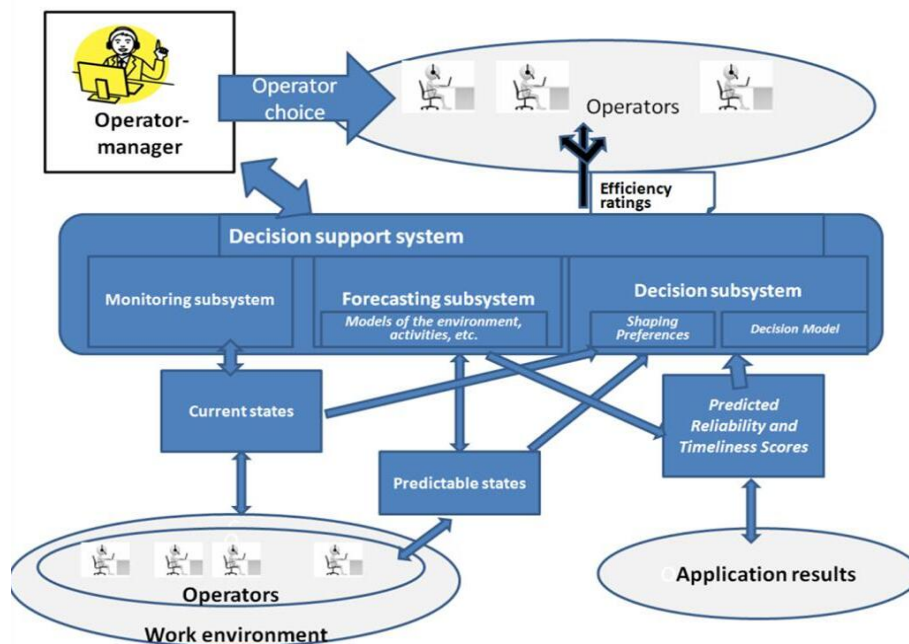 Operator-
manager
Operator
choice
Operators
Efficiency
ratings
Decision support system
Monitoring subsystem
Forecasting subsystem
Models of the environment,
activities, etc.
Decision subsystem
Shaping
Preferences
Decision Model
Current states
Predictable states
Predicted
Reliability and
Timeliness Scores
Operators
Work environment
Application results